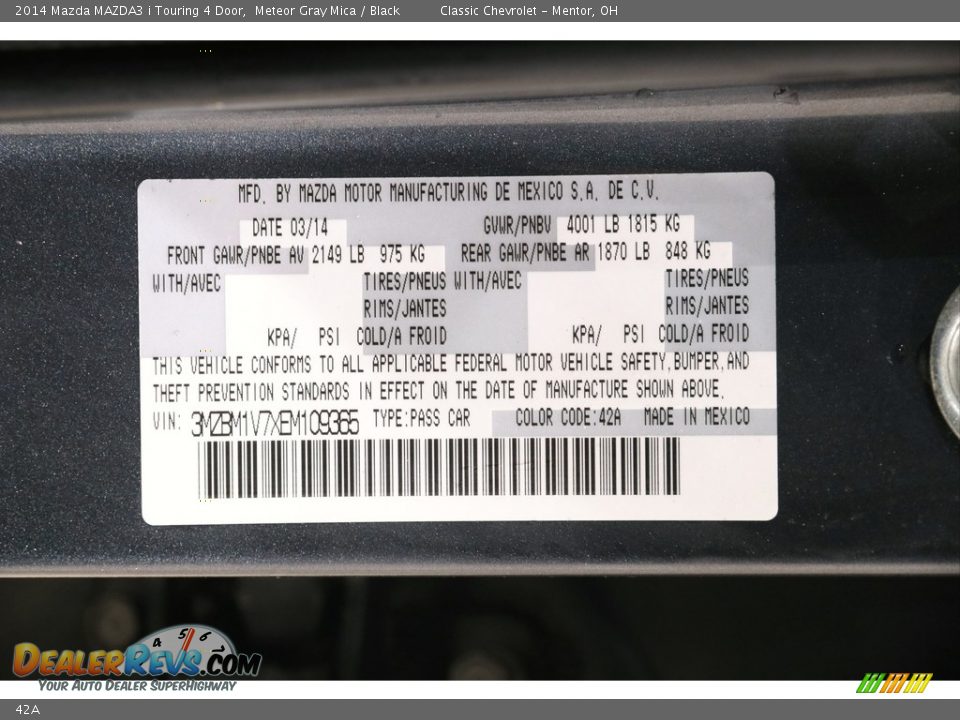 2014 Mazda MAZDA3 i Touring 4 Door,  Meteor Gray Mica / Black        Classic Chevrolet - Mentor, OH
MFD. BY MAZDA MOTOR MANUFACTURING DE MEXICO S.A. DE C.V.
DATE 03/14 GVWR/PNBV 4001 LB 1815 KG
FRONT GAWR/PNBE AV 2149 LB 975 KG REAR GAWR/PNBE AR 1870 LB 848 KG
WITH/AVEC TIRES/PNEUS WITH/AVEC TIRES/PNEUS
RIMS/JANTES RIMS/JANTES
KPA/ PSI COLD/A FROID KPA/ PSI COLD/A FROID
THIS VEHICLE CONFORMS TO ALL APPLICABLE FEDERAL MOTOR VEHICLE SAFETY,BUMPER,AND
THEFT PREVENTION STANDARDS IN EFFECT ON THE DATE OF MANUFACTURE SHOWN ABOVE.
VIN: 3MZBM1V7XEM109365 TYPE:PASS CAR COLOR CODE:42A MADE IN MEXICO
4 5 6
DEALERREVS.COM
YOUR AUTO DEALER SUPERHIGHWAY
42A